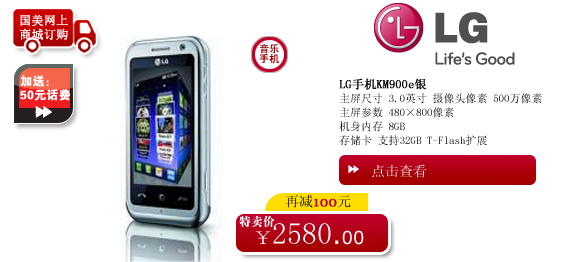 国美网上
商城订购
加送：
50元话费
LG
音乐
手机
LG
Life's Good
LG手机KM900e银
主屏尺寸 3.0英寸 摄像头像素 500万像素
主屏参数 480×800像素
机身内存 8GB
存储卡 支持32GB T-Flash扩展
点击查看
再减100元
特卖价
￥2580.00